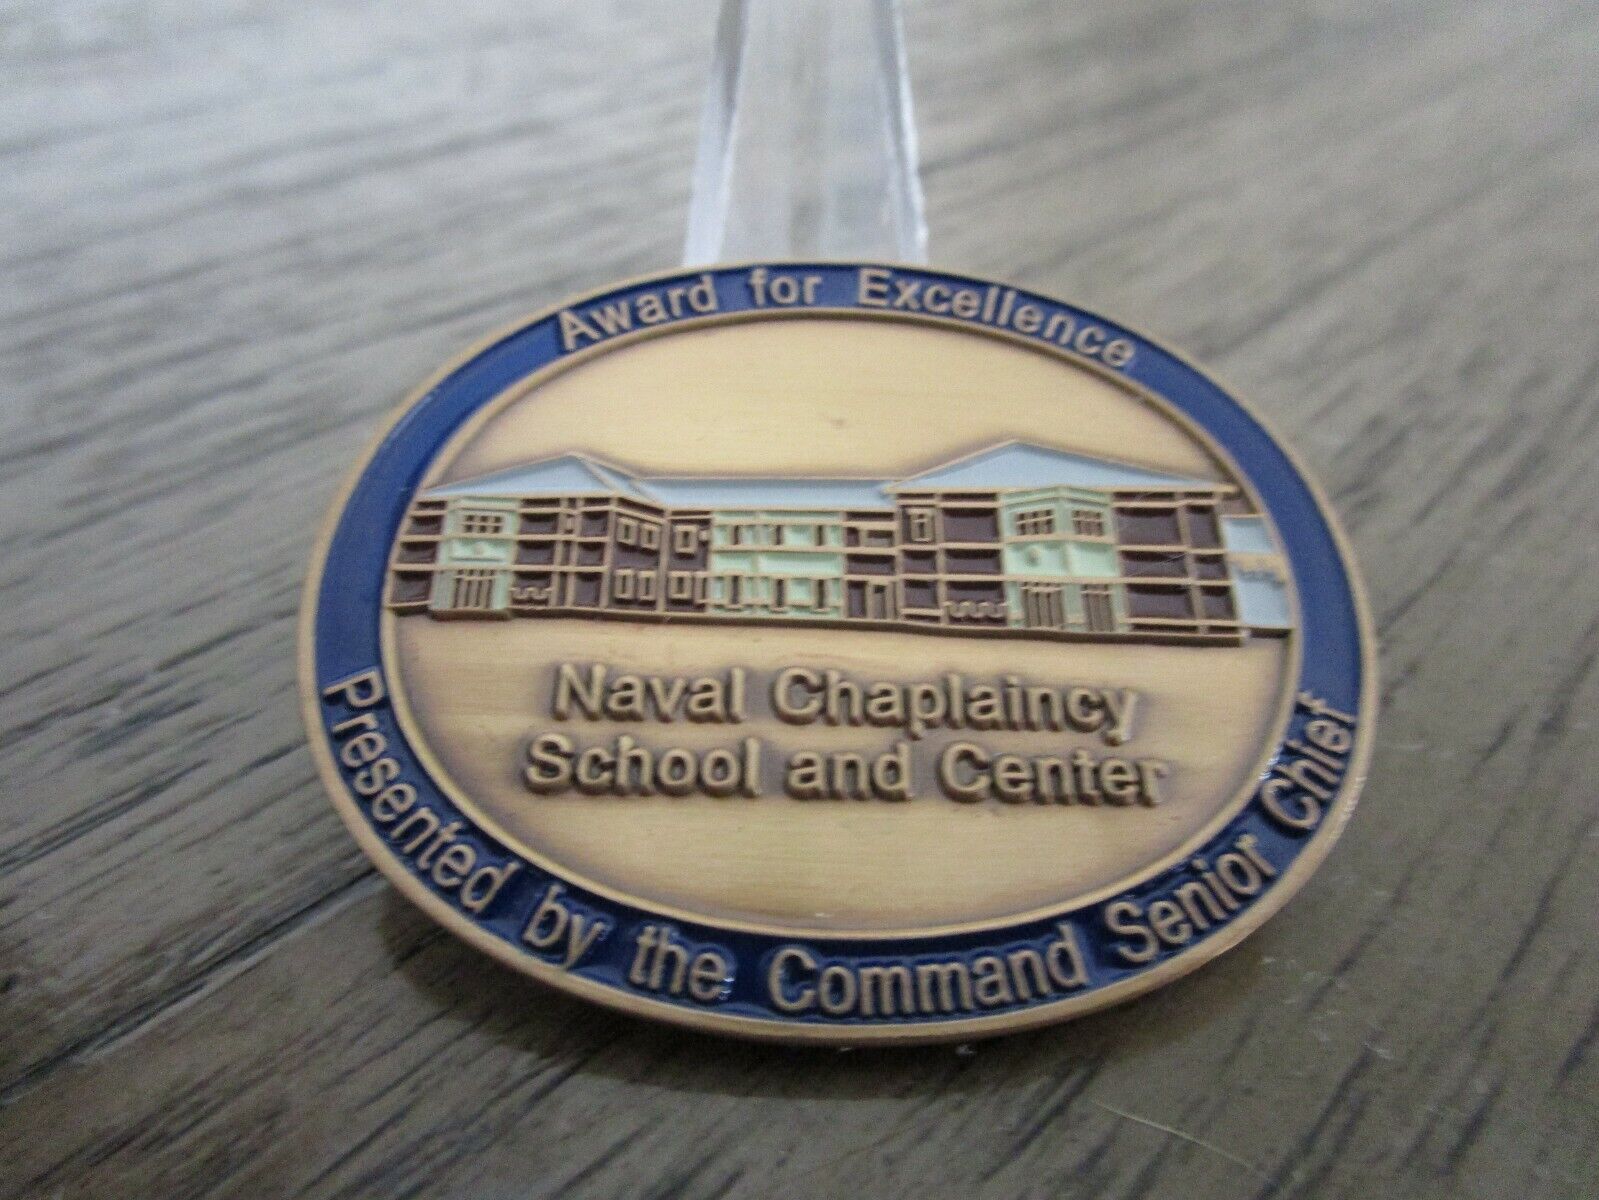 Award for Excellence
Naval Chaplaincy
School and Center
Presented by the Command Senior Chief